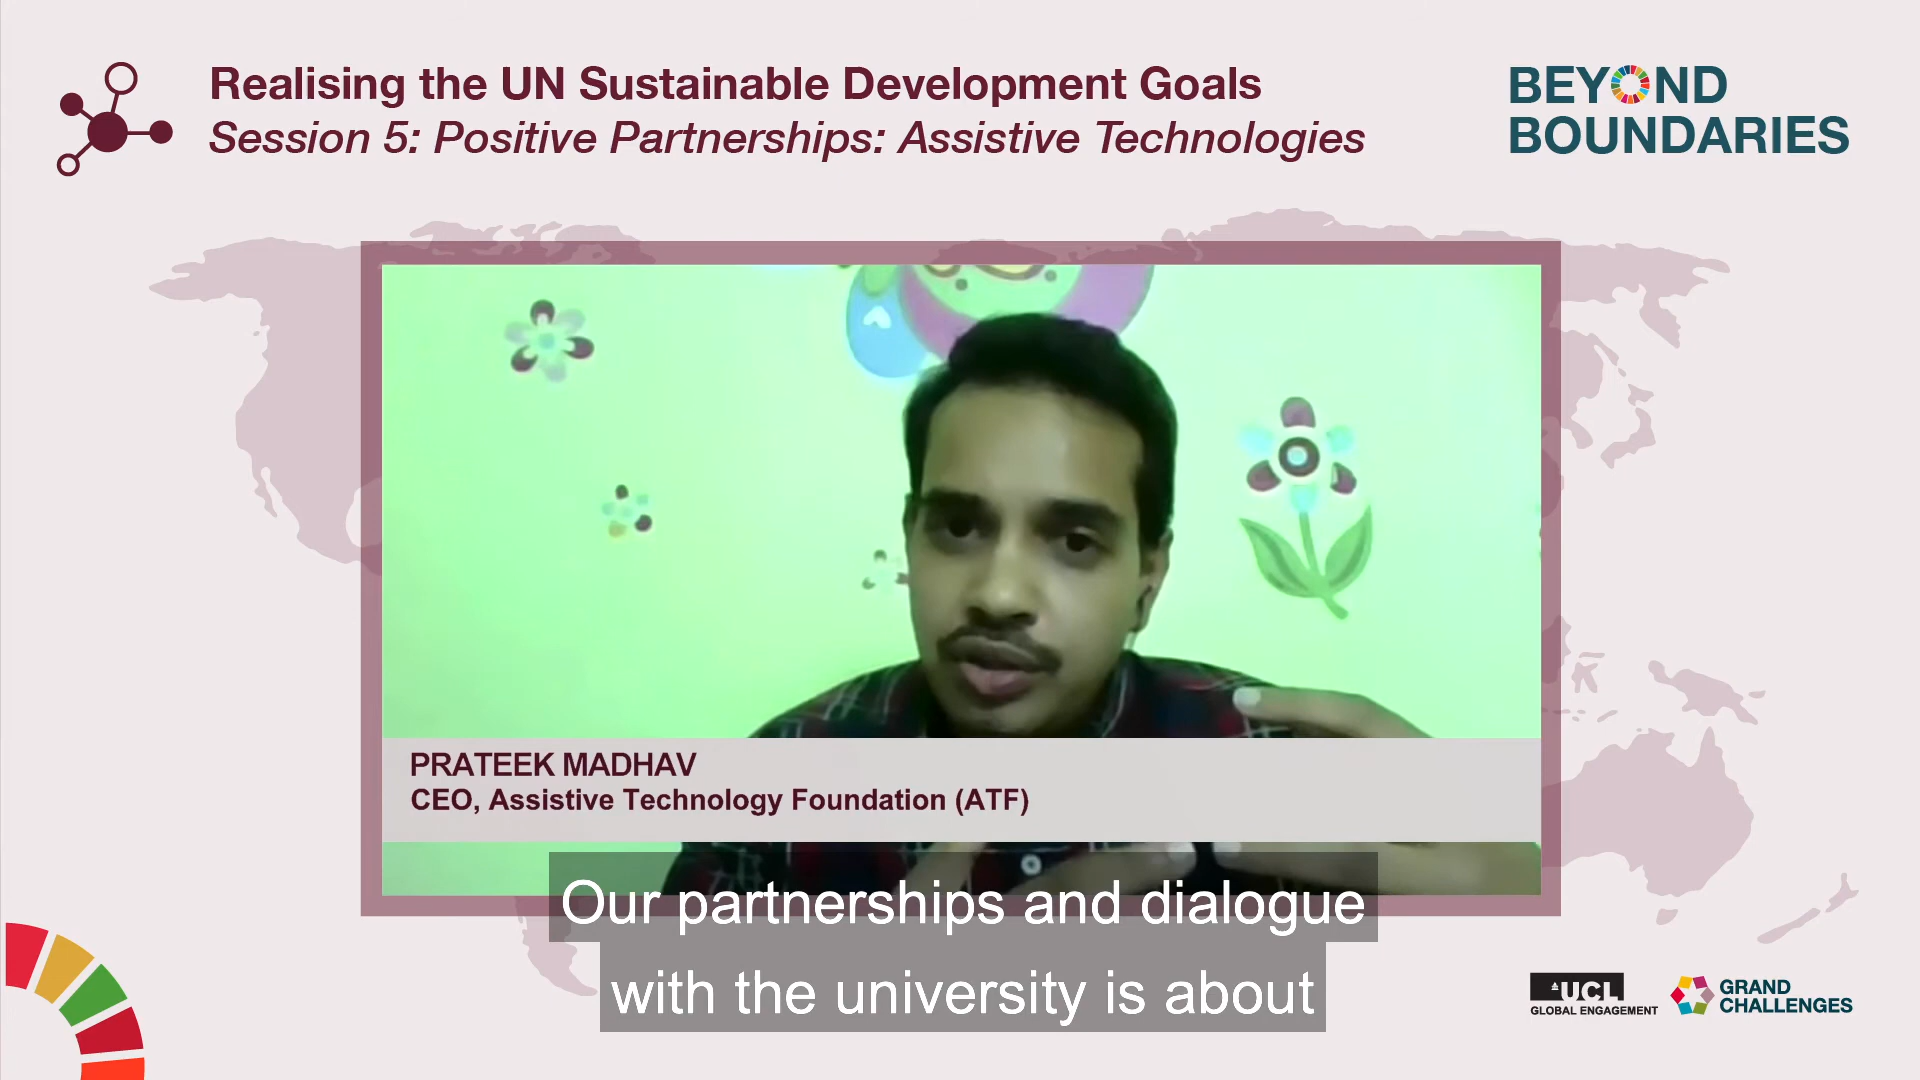 Realising the UN Sustainable Development Goals
Session 5: Positive Partnerships: Assistive Technologies
BEYOND
BOUNDARIES
PRATEEK MADHAV
CEO, Assistive Technology Foundation (ATF)
Our partnerships and dialogue
with the university is about
UCL
GLOBAL ENGAGEMENT
GRAND
CHALLENGES